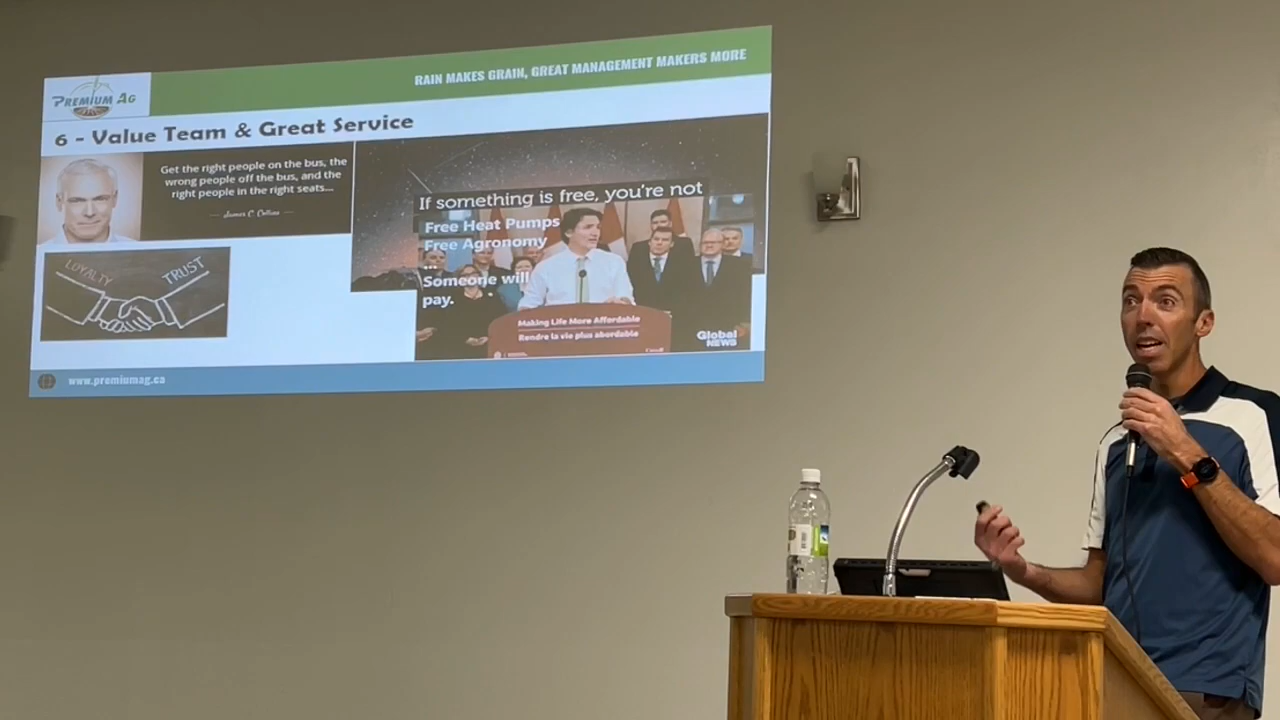 PREMIUM AG
RAIN MAKES GRAIN, GREAT MANAGEMENT MAKERS MORE
6 - Value Team & Great Service
Get the right people on the bus, the
wrong people off the bus, and the
right people in the right seats...
— James C. Collins —
LOYALTY
TRUST
If something is free, you're not
Free Heat Pumps
Free Agronomy
...
Someone will
pay.
Making Life More Affordable
Rendre la vie plus abordable
Canada
Global
NEWS
www.premiumag.ca